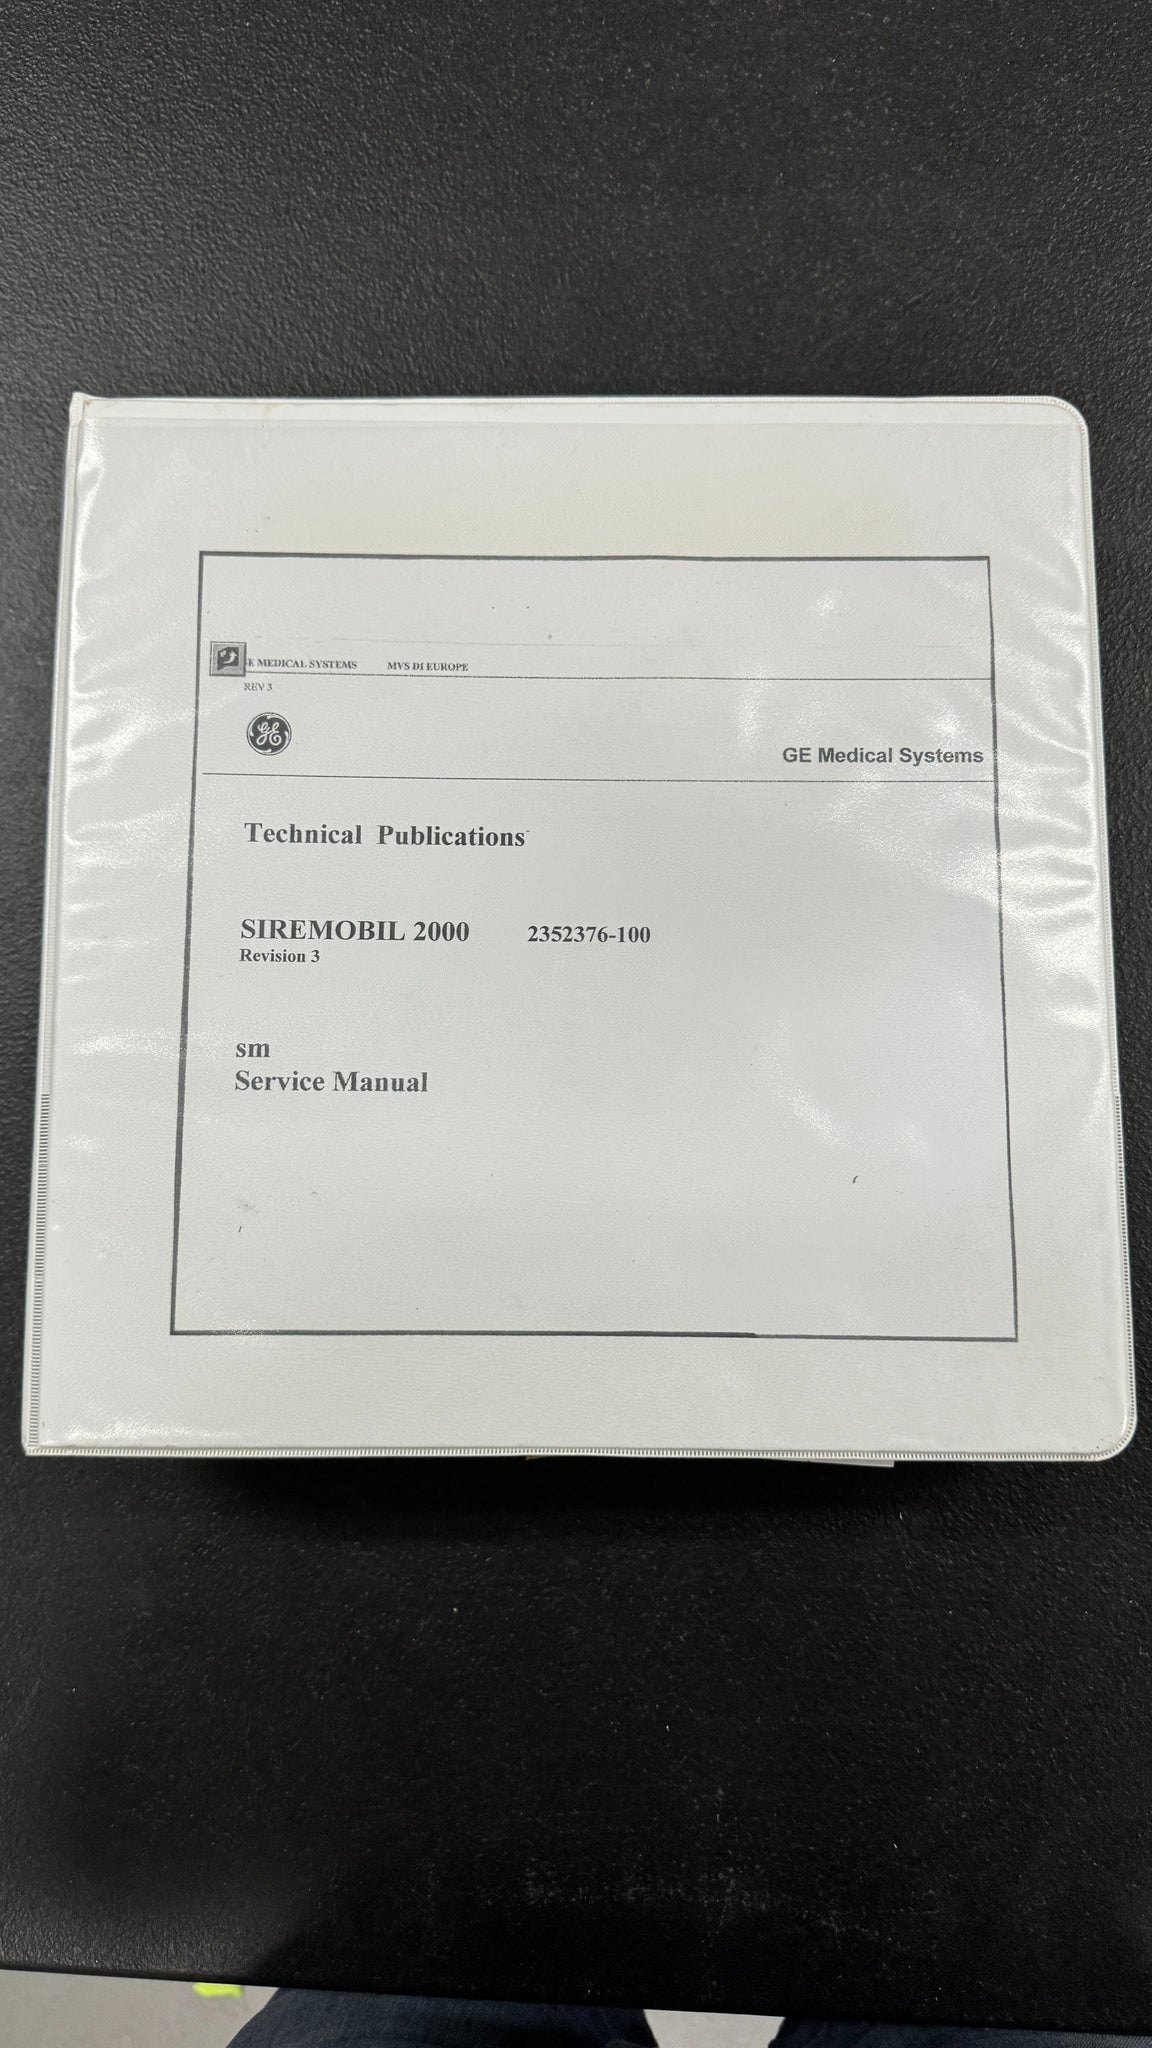 E MEDICAL SYSTEMS MVS DI EUROPE
REV 3
GE
GE Medical Systems
Technical Publications
SIREMOBIL 2000 2352376-100
Revision 3
sm
Service Manual